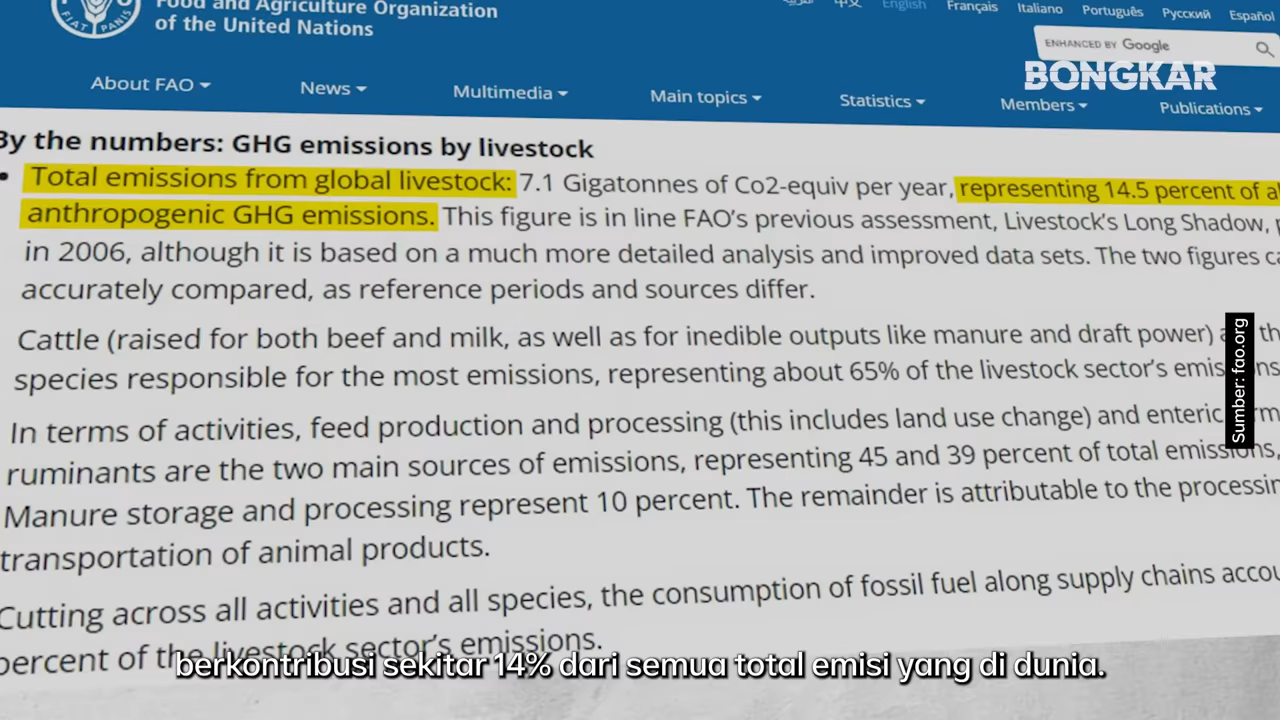 Food and Agriculture Organization
of the United Nations
FIAT PANIS
English Français Italiano Português Русский Español
ENHANCED BY Google
BONGKAR
About FAO News Multimedia Main topics Statistics Members Publications
By the numbers: GHG emissions by livestock
• Total emissions from global livestock: 7.1 Gigatonnes of Co2-equiv per year, representing 14.5 percent of
anthropogenic GHG emissions. This figure is in line FAO's previous assessment, Livestock's Long Shadow,
in 2006, although it is based on a much more detailed analysis and improved data sets. The two figures
accurately compared, as reference periods and sources differ.
Cattle (raised for both beef and milk, as well as for inedible outputs like manure and draft power)
species responsible for the most emissions, representing about 65% of the livestock sector's
In terms of activities, feed production and processing (this includes land use change) and enteric
ruminants are the two main sources of emissions, representing 45 and 39 percent of total emissions,
Manure storage and processing represent 10 percent. The remainder is attributable to the
transportation of animal products.
Cutting across all activities and all species, the consumption of fossil fuel along supply chains
percent of the livestock sector's emissions.
Sumber: fao.org
berkontribusi sekitar 14% dari semua total emisi yang di dunia.